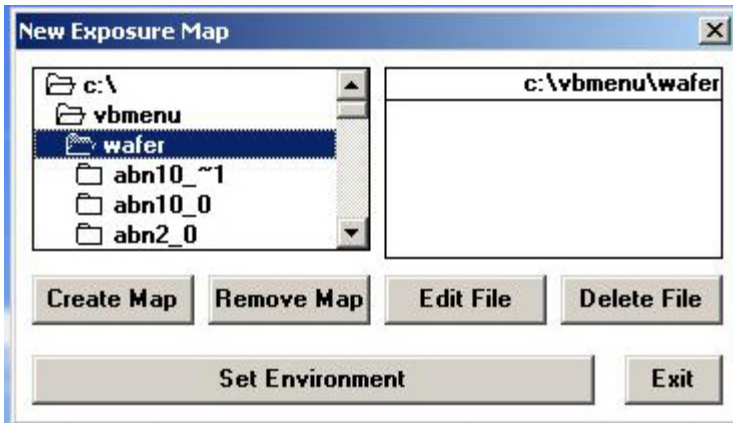 New Exposure Map
c:\
vbmenu
wafer
abn10_~1
abn10_0
abn2_0
c:\vbmenu\wafer
Create Map
Remove Map
Edit File
Delete File
Set Environment
Exit